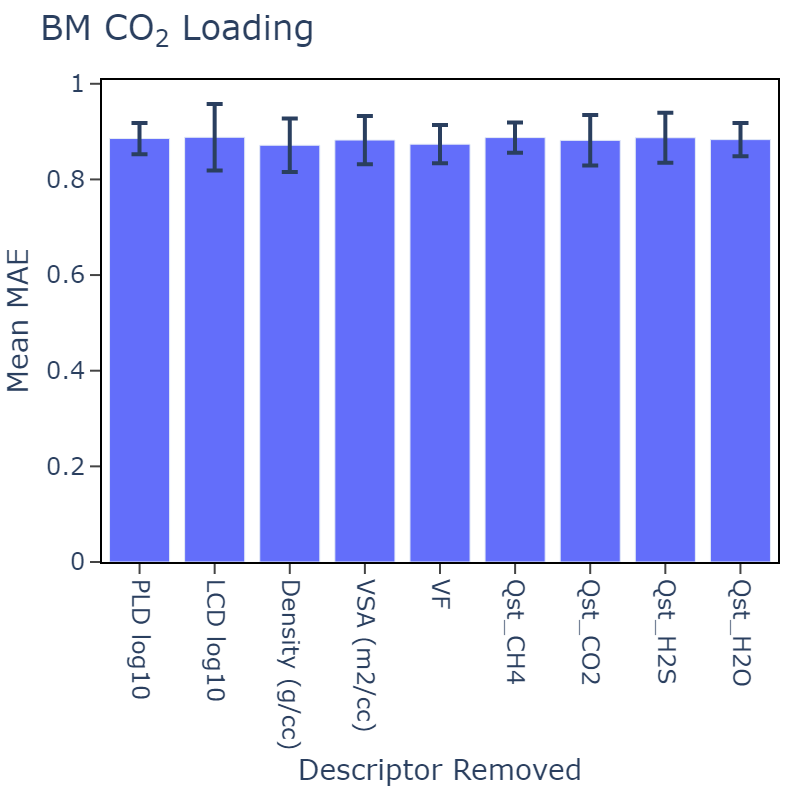 BM CO₂ Loading
1
0.8
0.6
0.4
0.2
0
Mean MAE
PLD log10
LCD log10
Density (g/cc)
VSA (m2/cc)
VF
Qst_CH4
Qst_CO2
Qst_H2S
Qst_H2O
Descriptor Removed